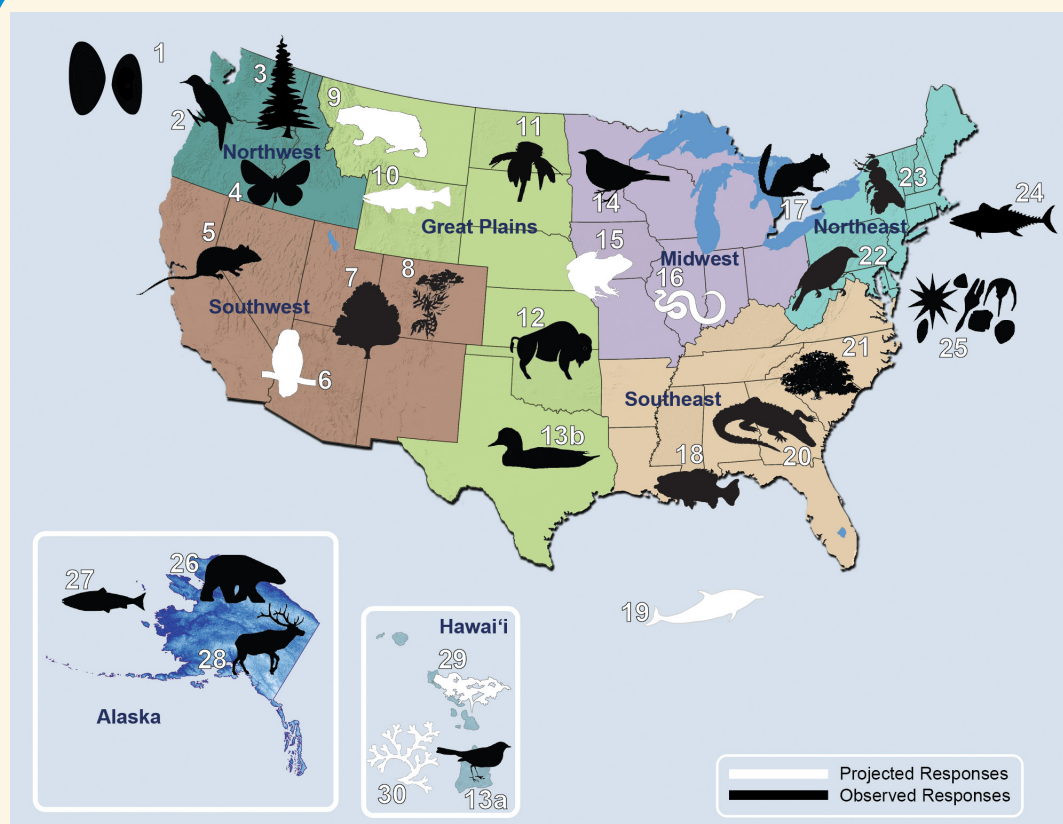 1
3
2
Northwest
9
11
10
4
Great Plains
14
17
23
24
Northeast
15
Midwest
22
16
5
7
8
Southwest
6
12
25
21
Southeast
13b
18
20
19
26
27
28
Alaska
Hawai‘i
29
30
13a
Projected Responses
Observed Responses